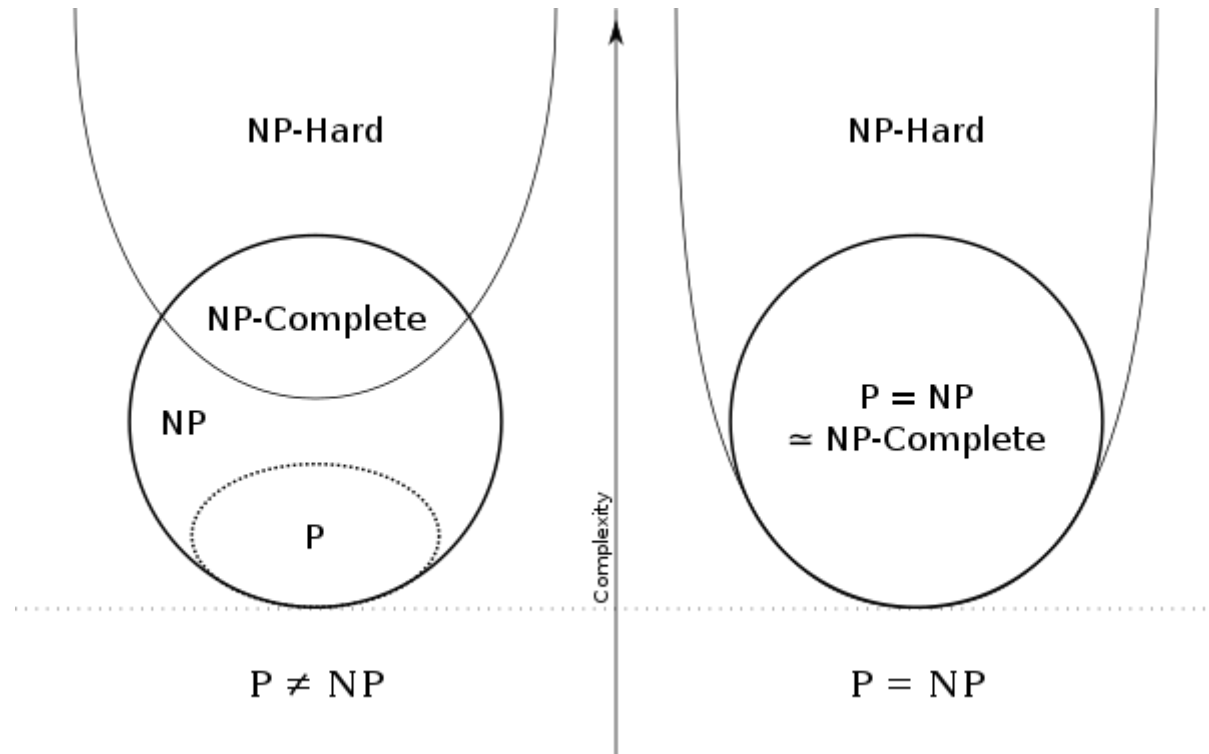 NP-Hard
NP-Complete
NP
P
P ≠ NP
Complexity
NP-Hard
P = NP
≃ NP-Complete
P = NP